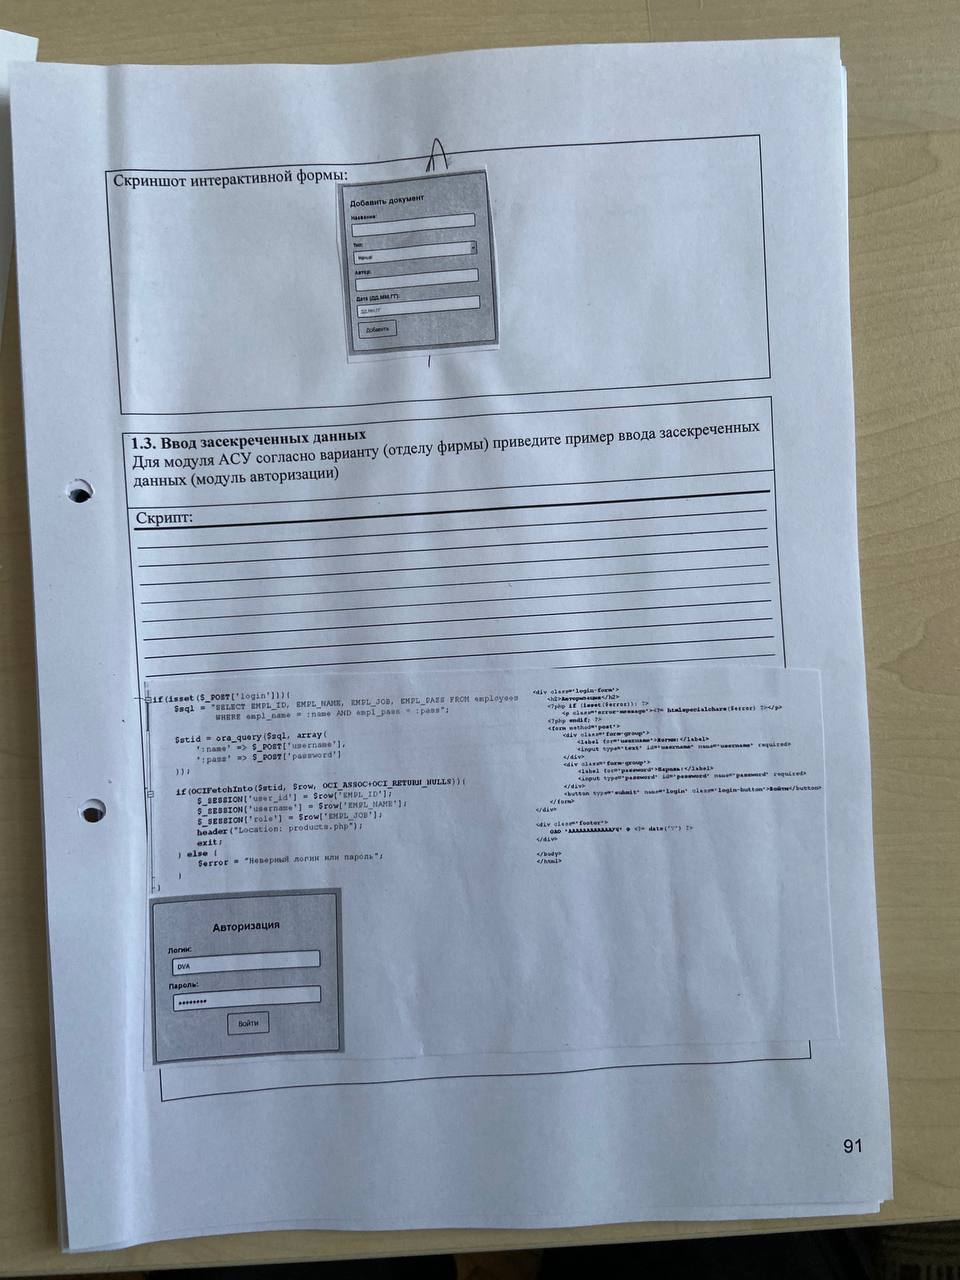 Скриншот интерактивной формы:
Добавить документ
Название:
Тип:
Автор:
Дата (ДД.ММ.ГГ):
ДД.ММ.ГГ
Добавить
1.3. Ввод засекреченных данных
Для модуля АСУ согласно варианту (отделу фирмы) приведите пример ввода засекреченных
данных (модуль авторизации)
Скрипт:
if(isset($_POST['login'])){
$sql = "SELECT EMPL_ID, EMPL_NAME, EMPL_JOB, EMPL_PASS FROM employees
WHERE empl_name = :name AND empl_pass = :pass";
$stid = ora_query($sql, array(
':name' => $_POST['username'],
':pass' => $_POST['password']
));
if(OCIFetchInto($stid, $row, OCI_ASSOC+OCI_RETURN_NULLS)){
$_SESSION['user_id'] = $row['EMPL_ID'];
$_SESSION['username'] = $row['EMPL_NAME'];
$_SESSION['role'] = $row['EMPL_JOB'];
header("Location: products.php");
exit;
} else {
$error = "Неверный логин или пароль";
}
}
<div class="login-form">
<h2>Авторизация</h2>
<?php if (isset($error)): ?>
<p class="error-message"><?= htmlspecialchars($error) ?></p>
<?php endif; ?>
<form method="post">
<div class="form-group">
<label for="username">Логин:</label>
<input type="text" id="username" name="username" required>
</div>
<div class="form-group">
<label for="password">Пароль:</label>
<input type="password" id="password" name="password" required>
</div>
<button type="submit" name="login" class="login-button">Войти</button>
</form>
</div>
<div class="footer">
<?= date("Y") ?>
</div>
</body>
</html>
Авторизация
Логин:
DVA
Пароль:
••••••••
Войти
91